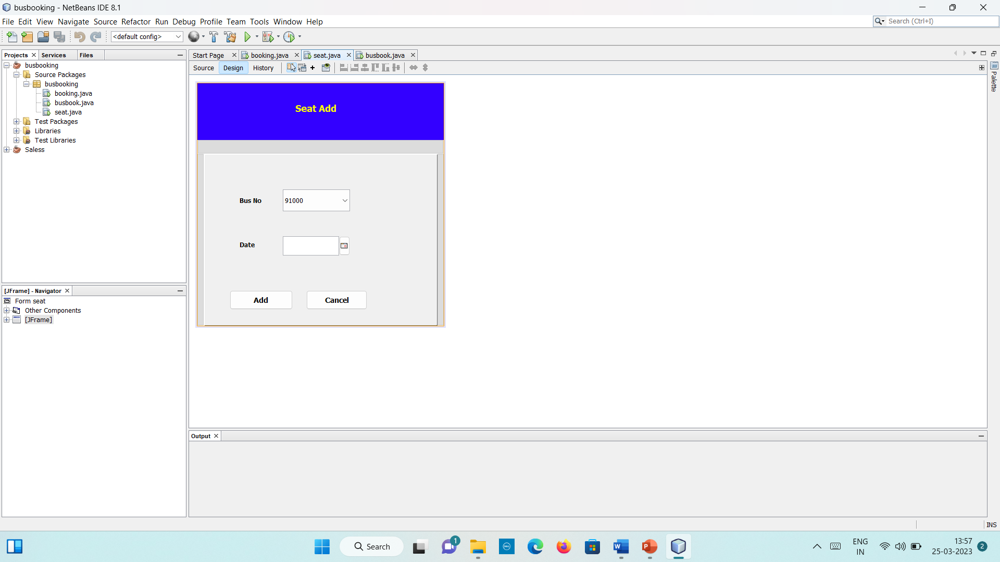 busbooking - NetBeans IDE 8.1
File Edit View Navigate Source Refactor Run Debug Profile Team Tools Window Help
Search (Ctrl+I)
<default config>
Projects Services Files
Start Page booking.java seat.java busbook.java
Source Design History
busbooking
Source Packages
busbooking
booking.java
busbook.java
seat.java
Test Packages
Libraries
Test Libraries
Saless
Palette
Seat Add
Bus No 91000
Date
Add Cancel
[JFrame] - Navigator
Form seat
Other Components
[JFrame]
Output
INS
Search
1
ENG
IN
13:57
25-03-2023
2